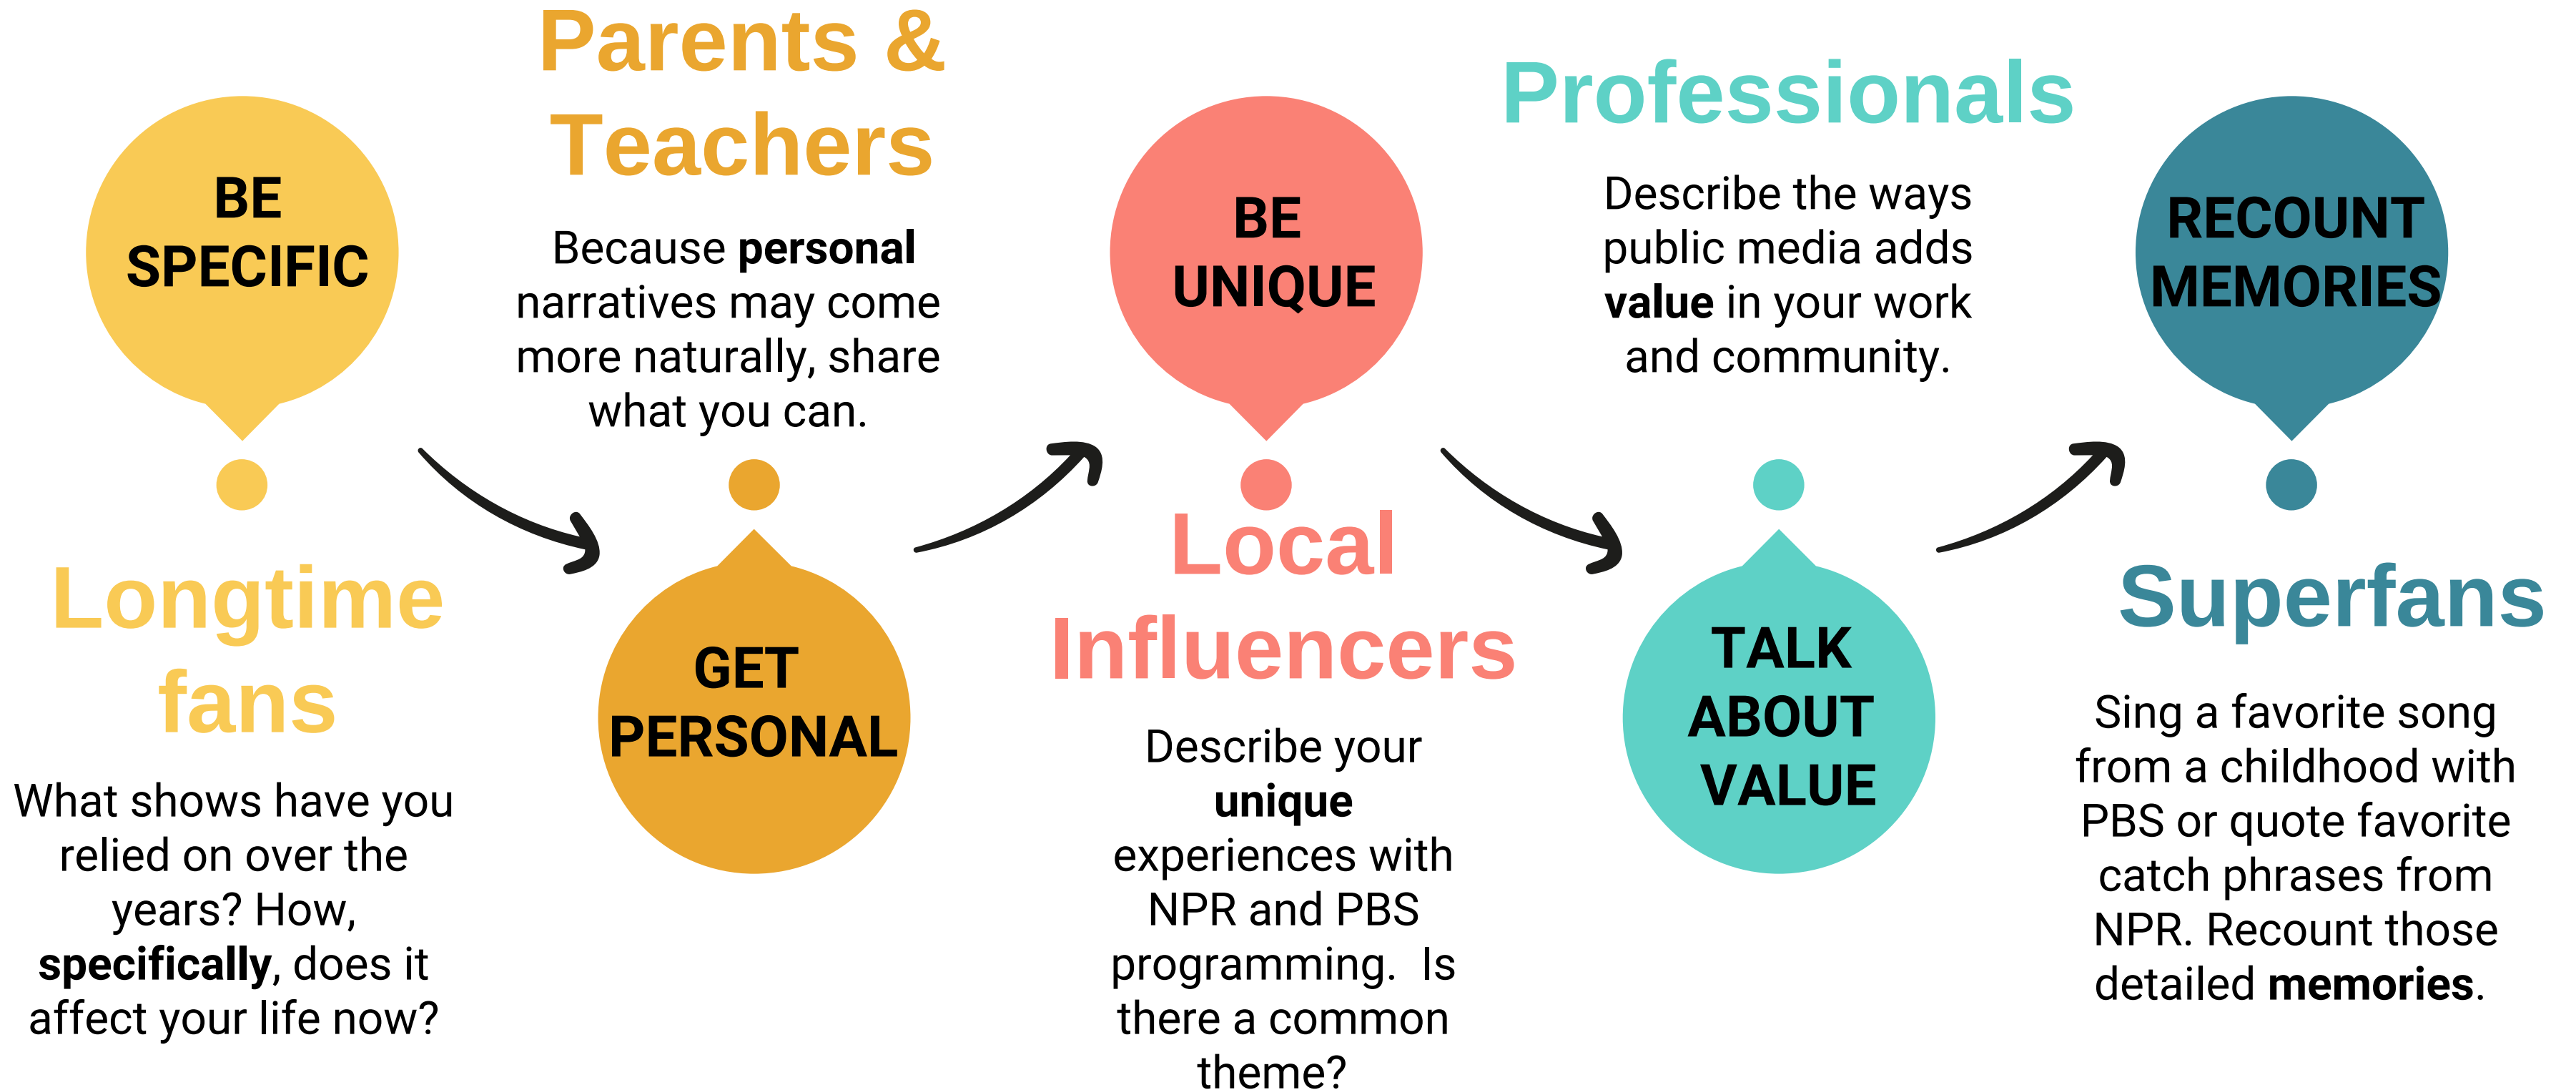 BE
SPECIFIC
Longtime
fans
What shows have you
relied on over the
years? How,
specifically, does it
affect your life now?
Parents &
Teachers
Because personal
narratives may come
more naturally, share
what you can.
GET
PERSONAL
BE
UNIQUE
Local
Influencers
Describe your
unique
experiences with
NPR and PBS
programming.  Is
there a common
theme?
Professionals
Describe the ways
public media adds
value in your work
and community.
TALK
ABOUT
VALUE
RECOUNT
MEMORIES
Superfans
Sing a favorite song
from a childhood with
PBS or quote favorite
catch phrases from
NPR. Recount those
detailed memories.